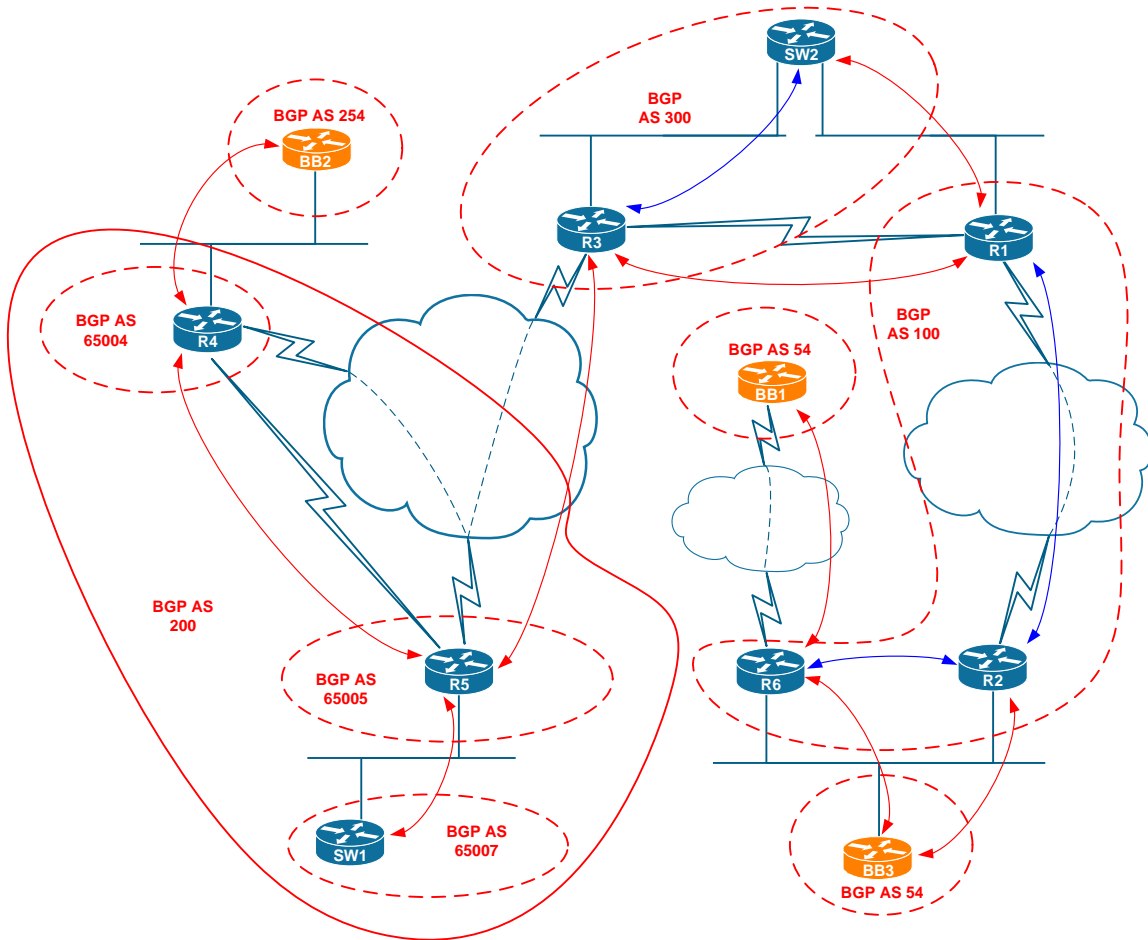 SW2
BGP
AS 300
BGP AS 254
BB2
R3
R1
BGP AS
65004
R4
BGP
AS 100
BGP AS 54
BB1
BGP AS
200
BGP AS
65005
R5
R6
R2
SW1
BGP AS
65007
BB3
BGP AS 54